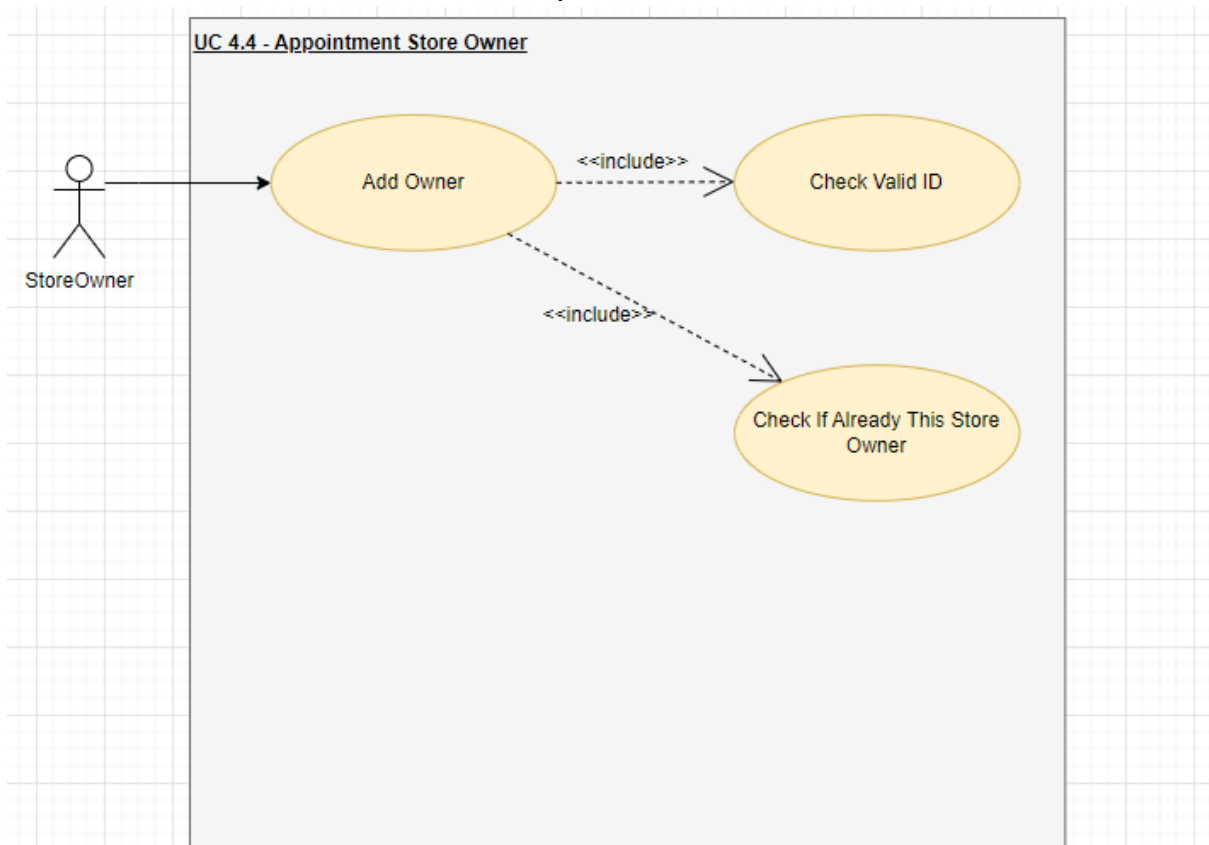 UC 4.4 - Appointment Store Owner
<<include>>
Add Owner
Check Valid ID
StoreOwner
<<include>>
Check If Already This Store
Owner